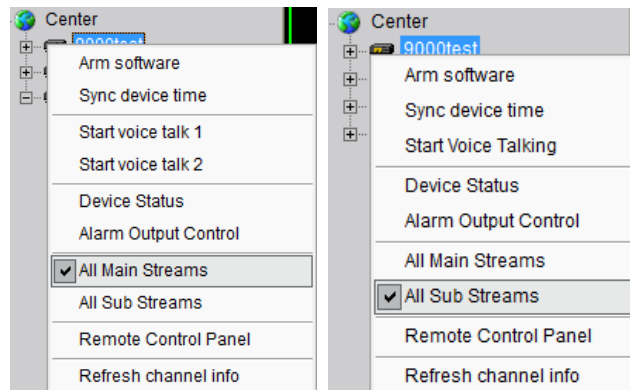 Center
9000test
Arm software
Sync device time
Start voice talk 1
Start voice talk 2
Device Status
Alarm Output Control
All Main Streams
All Sub Streams
Remote Control Panel
Refresh channel info
Center
9000test
Arm software
Sync device time
Start Voice Talking
Device Status
Alarm Output Control
All Main Streams
All Sub Streams
Remote Control Panel
Refresh channel info